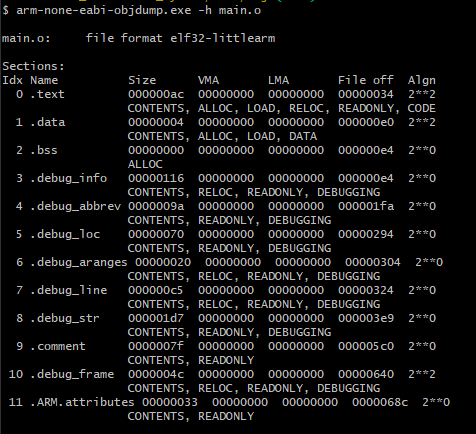 $ arm-none-eabi-objdump.exe -h main.o

main.o:     file format elf32-littlearm

Sections:
Idx Name          Size      VMA       LMA       File off  Algn
  0 .text         000000ac  00000000  00000000  00000034  2**2
                  CONTENTS, ALLOC, LOAD, RELOC, READONLY, CODE
  1 .data         00000004  00000000  00000000  000000e0  2**2
                  CONTENTS, ALLOC, LOAD, DATA
  2 .bss          00000000  00000000  00000000  000000e4  2**0
                  ALLOC
  3 .debug_info   00000116  00000000  00000000  000000e4  2**0
                  CONTENTS, RELOC, READONLY, DEBUGGING
  4 .debug_abbrev 0000009a  00000000  00000000  000001fa  2**0
                  CONTENTS, READONLY, DEBUGGING
  5 .debug_loc    00000070  00000000  00000000  00000294  2**0
                  CONTENTS, READONLY, DEBUGGING
  6 .debug_aranges 00000020  00000000  00000000  00000304  2**0
                  CONTENTS, RELOC, READONLY, DEBUGGING
  7 .debug_line   000000c5  00000000  00000000  00000324  2**0
                  CONTENTS, RELOC, READONLY, DEBUGGING
  8 .debug_str    000001d7  00000000  00000000  000003e9  2**0
                  CONTENTS, READONLY, DEBUGGING
  9 .comment      0000007f  00000000  00000000  000005c0  2**0
                  CONTENTS, READONLY
 10 .debug_frame  0000004c  00000000  00000000  00000640  2**2
                  CONTENTS, RELOC, READONLY, DEBUGGING
 11 .ARM.attributes 00000033  00000000  00000000  0000068c  2**0
                  CONTENTS, READONLY